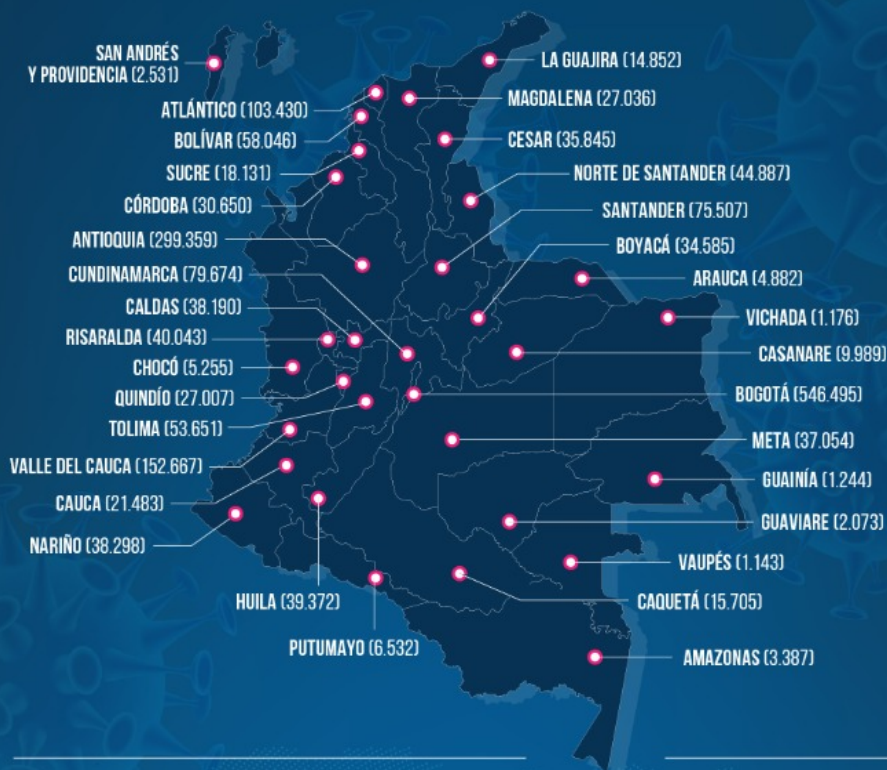 SAN ANDRÉS
Y PROVIDENCIA (2.531)
ATLÁNTICO (103.430)
BOLÍVAR (58.046)
SUCRE (18.131)
CÓRDOBA (30.650)
ANTIOQUIA (299.359)
CUNDINAMARCA (79.674)
CALDAS (38.190)
RISARALDA (40.043)
CHOCÓ (5.255)
QUINDÍO (27.007)
TOLIMA (53.651)
VALLE DEL CAUCA (152.667)
CAUCA (21.483)
NARIÑO (38.298)
HUILA (39.372)
PUTUMAYO (6.532)
LA GUAJIRA (14.852)
MAGDALENA (27.036)
CESAR (35.845)
NORTE DE SANTANDER (44.887)
SANTANDER (75.507)
BOYACÁ (34.585)
ARAUCA (4.882)
VICHADA (1.176)
CASANARE (9.989)
BOGOTÁ (546.495)
META (37.054)
GUAINÍA (1.244)
GUAVIARE (2.073)
VAUPÉS (1.143)
CAQUETÁ (15.705)
AMAZONAS (3.387)